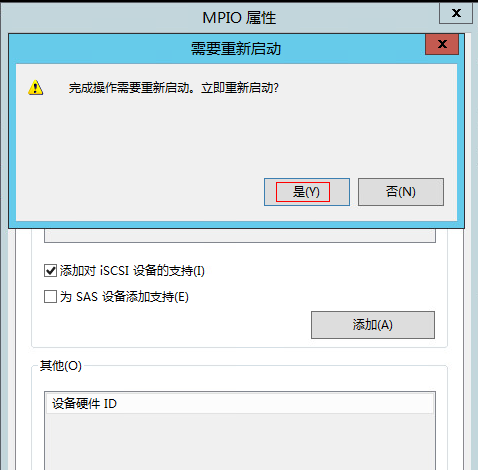 MPIO 属性
x
需要重新启动
x
完成操作需要重新启动。立即重新启动?
是(Y)
否(N)
添加对 iSCSI 设备的支持(I)
为 SAS 设备添加支持(E)
添加(A)
其他(O)
设备硬件 ID